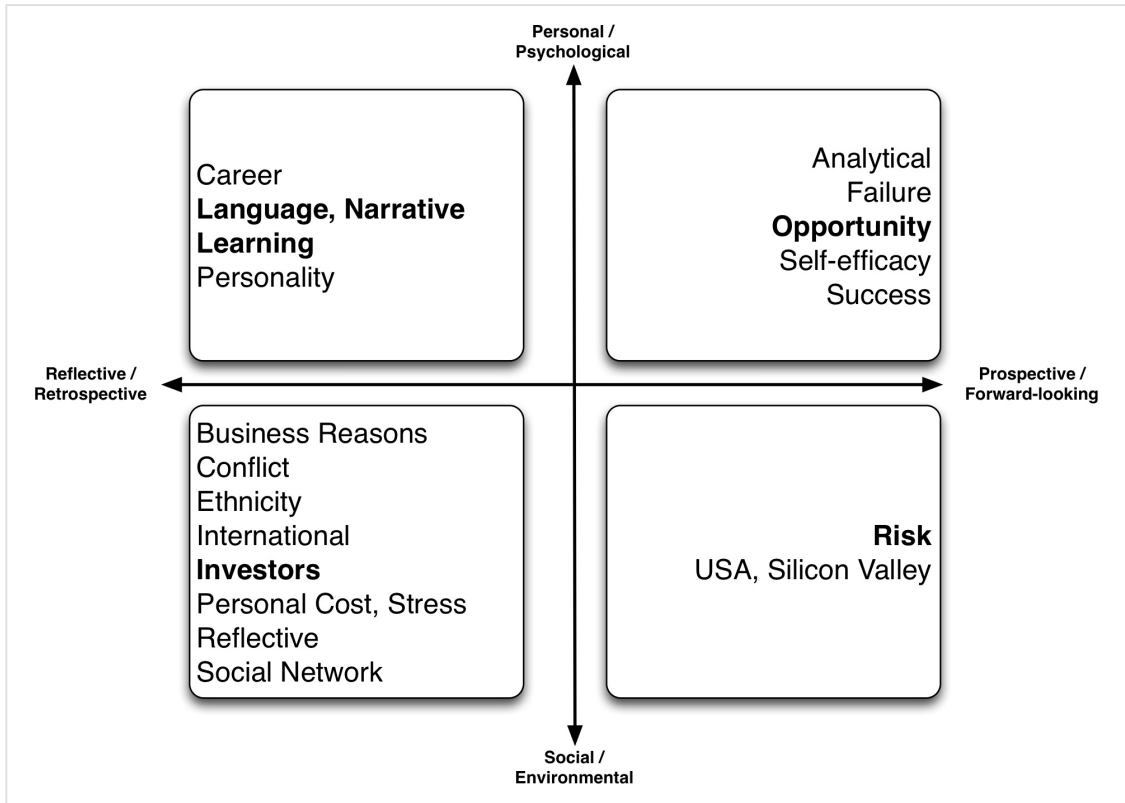 Personal /
Psychological
Career
Language, Narrative
Learning
Personality
Analytical
Failure
Opportunity
Self-efficacy
Success
Reflective /
Retrospective
Prospective /
Forward-looking
Business Reasons
Conflict
Ethnicity
International
Investors
Personal Cost, Stress
Reflective
Social Network
Risk
USA, Silicon Valley
Social /
Environmental